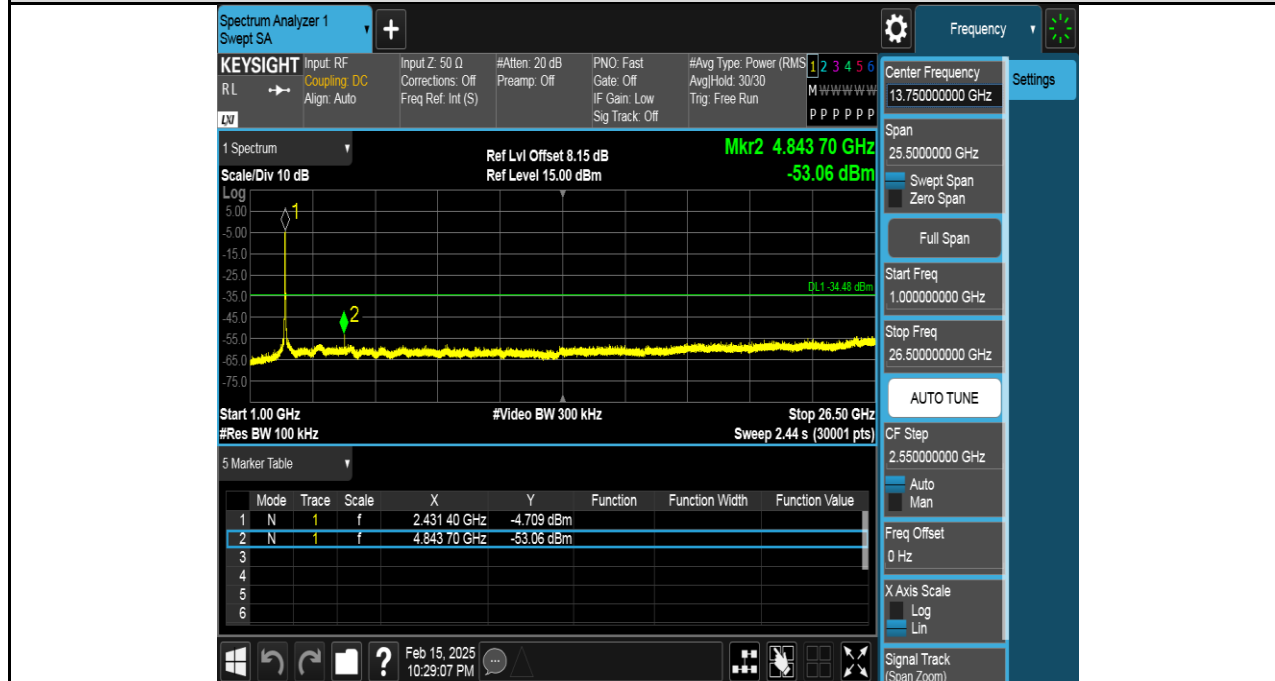 Spectrum Analyzer 1
Swept SA
+
Frequency
KEYSIGHT
RL
LXI
Input: RF
Coupling: DC
Align: Auto
Input Z: 50 Ω
Corrections: Off
Freq Ref: Int (S)
#Atten: 20 dB
Preamp: Off
PNO: Fast
Gate: Off
IF Gain: Low
Sig Track: Off
#Avg Type: Power (RMS
Avg|Hold: 30/30
Trig: Free Run
1 2 3 4 5 6
M W W W W W
P P P P P P
Center Frequency
13.750000000 GHz
Settings
Span
25.5000000 GHz
Swept Span
Zero Span
Full Span
Start Freq
1.000000000 GHz
Stop Freq
26.500000000 GHz
AUTO TUNE
CF Step
2.550000000 GHz
Auto
Man
Freq Offset
0 Hz
X Axis Scale
Log
Lin
Signal Track
(Span Zoom)
1 Spectrum
Scale/Div 10 dB
Ref Lvl Offset 8.15 dB
Ref Level 15.00 dBm
Mkr2 4.843 70 GHz
-53.06 dBm
Log
5.00
-5.00
-15.0
-25.0
-35.0
-45.0
-55.0
-65.0
-75.0
1
2
DL1 -34.48 dBm
Start 1.00 GHz
#Res BW 100 kHz
#Video BW 300 kHz
Stop 26.50 GHz
Sweep 2.44 s (30001 pts)
5 Marker Table
Mode Trace Scale X Y Function Function Width Function Value
1 N 1 f 2.431 40 GHz -4.709 dBm
2 N 1 f 4.843 70 GHz -53.06 dBm
3
4
5
6
?
Feb 15, 2025
10:29:07 PM